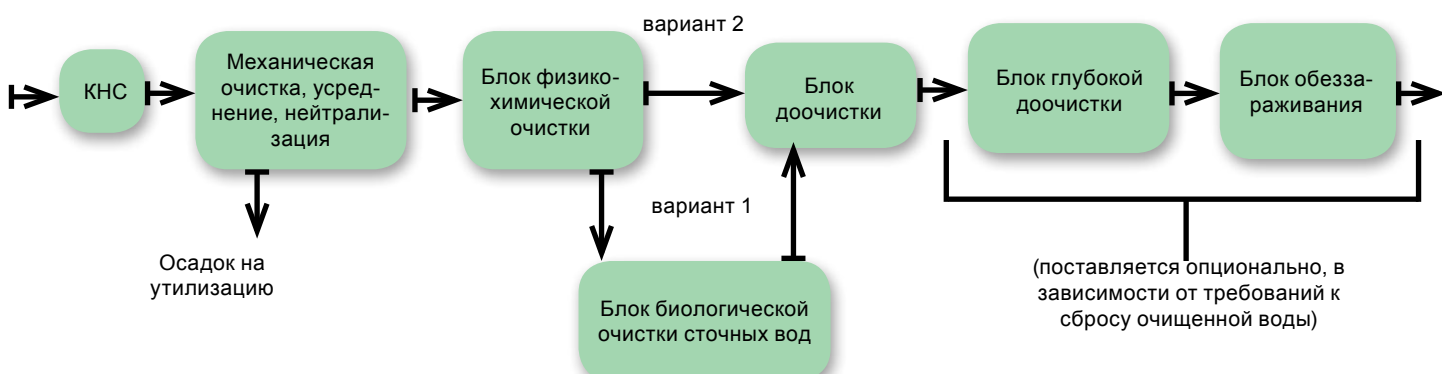 КНС
Механическая
очистка, усред-
нение, нейтрали-
зация
Осадок на
утилизацию
Блок физико-
химической
очистки
вариант 2
вариант 1
Блок биологической
очистки сточных вод
Блок
доочистки
Блок глубокой
доочистки
Блок обезза-
раживания
(поставляется опционально, в
зависимости от требований к
сбросу очищенной воды)